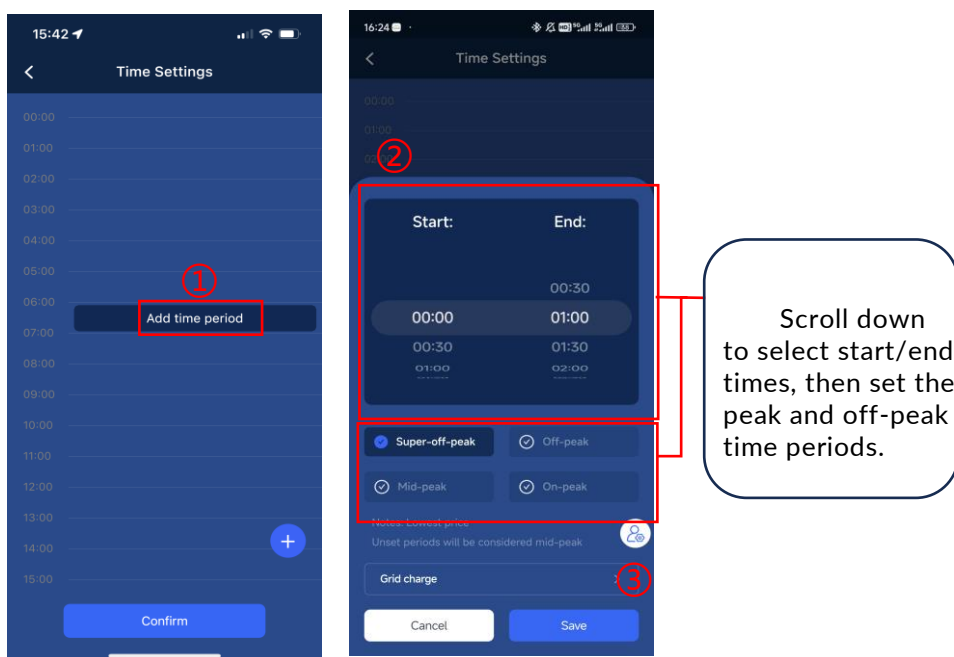 15:42
Time Settings
00:00
01:00
02:00
03:00
04:00
05:00
①
06:00
Add time period
07:00
08:00
09:00
10:00
11:00
12:00
13:00
14:00
+
15:00
Confirm
16:24
Time Settings
00:00
01:00
②
Start:
End:
00:30
00:00
01:00
00:30
01:30
01:00
02:00
Super-off-peak
Off-peak
Mid-peak
On-peak
Notes: Lowest price
Unset periods will be considered mid-peak
Grid charge
③
Cancel
Save
Scroll down
to select start/end
times, then set the
peak and off-peak
time periods.